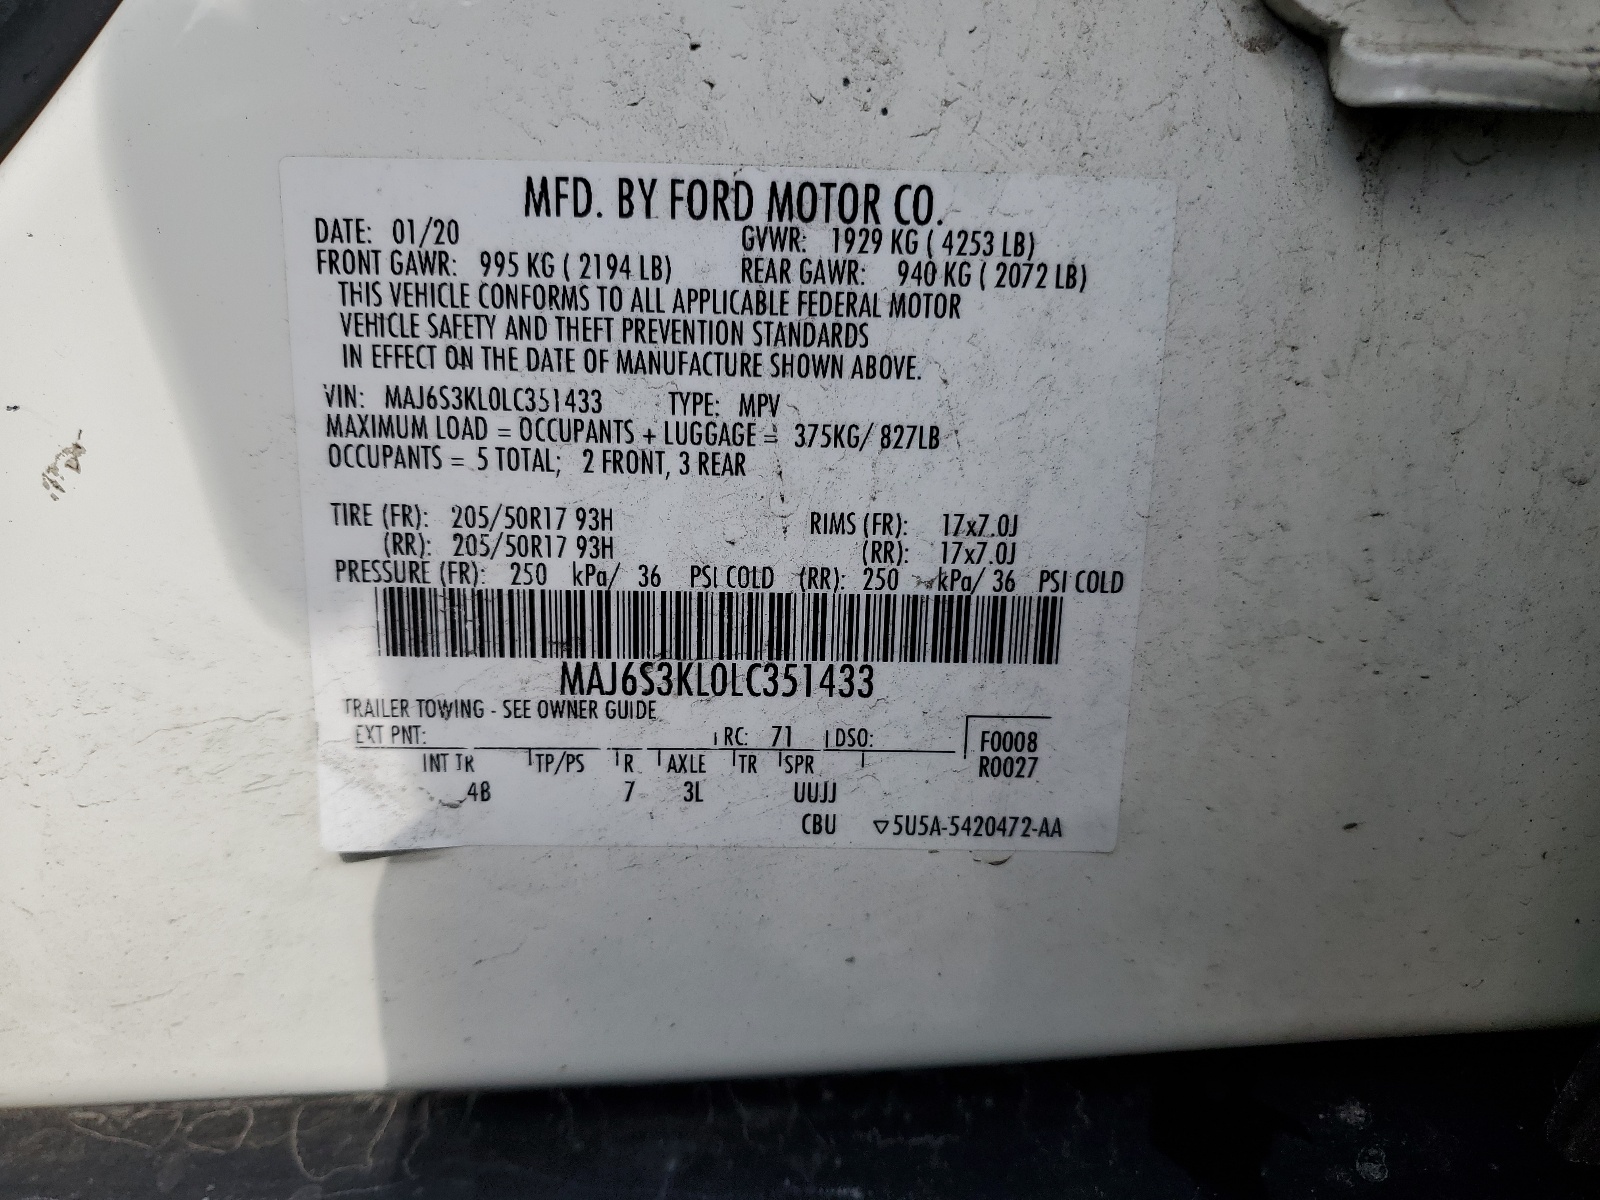 MFD. BY FORD MOTOR CO.
DATE: 01/20 GVWR: 1929 KG ( 4253 LB)
FRONT GAWR: 995 KG ( 2194 LB) REAR GAWR: 940 KG ( 2072 LB)
THIS VEHICLE CONFORMS TO ALL APPLICABLE FEDERAL MOTOR
VEHICLE SAFETY AND THEFT PREVENTION STANDARDS
IN EFFECT ON THE DATE OF MANUFACTURE SHOWN ABOVE.
VIN: MAJ6S3KL0LC351433 TYPE: MPV
MAXIMUM LOAD = OCCUPANTS + LUGGAGE = 375KG/ 827LB
OCCUPANTS = 5 TOTAL; 2 FRONT, 3 REAR
TIRE (FR): 205/50R17 93H RIMS (FR): 17x7.0J
(RR): 205/50R17 93H (RR): 17x7.0J
PRESSURE (FR): 250 kPa/ 36 PSI COLD (RR): 250 kPa/ 36 PSI COLD
MAJ6S3KL0LC351433
TRAILER TOWING - SEE OWNER GUIDE
EXT PNT: RC: 71 DSO: F0008
INT TR TP/PS R AXLE TR SPR R0027
4B 7 3L UUJJ
CBU ▽5U5A-5420472-AA